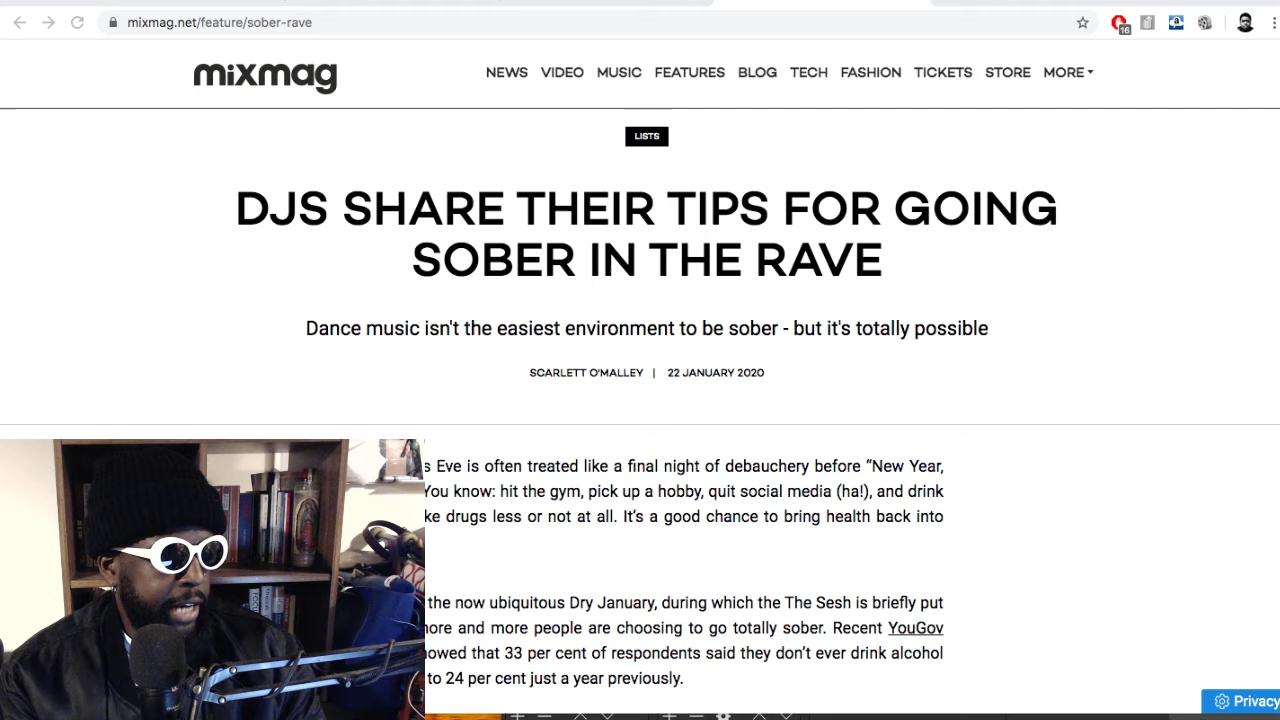 mixmag.net/feature/sober-rave
16
mixmag
NEWS VIDEO MUSIC FEATURES BLOG TECH FASHION TICKETS STORE MORE
LISTS
DJS SHARE THEIR TIPS FOR GOING
SOBER IN THE RAVE
Dance music isn't the easiest environment to be sober - but it's totally possible
SCARLETT O'MALLEY | 22 JANUARY 2020
s Eve is often treated like a final night of debauchery before “New Year,
You know: hit the gym, pick up a hobby, quit social media (ha!), and drink
ke drugs less or not at all. It’s a good chance to bring health back into
the now ubiquitous Dry January, during which the The Sesh is briefly put
more and more people are choosing to go totally sober. Recent YouGov
owed that 33 per cent of respondents said they don’t ever drink alcohol
to 24 per cent just a year previously.
Privacy